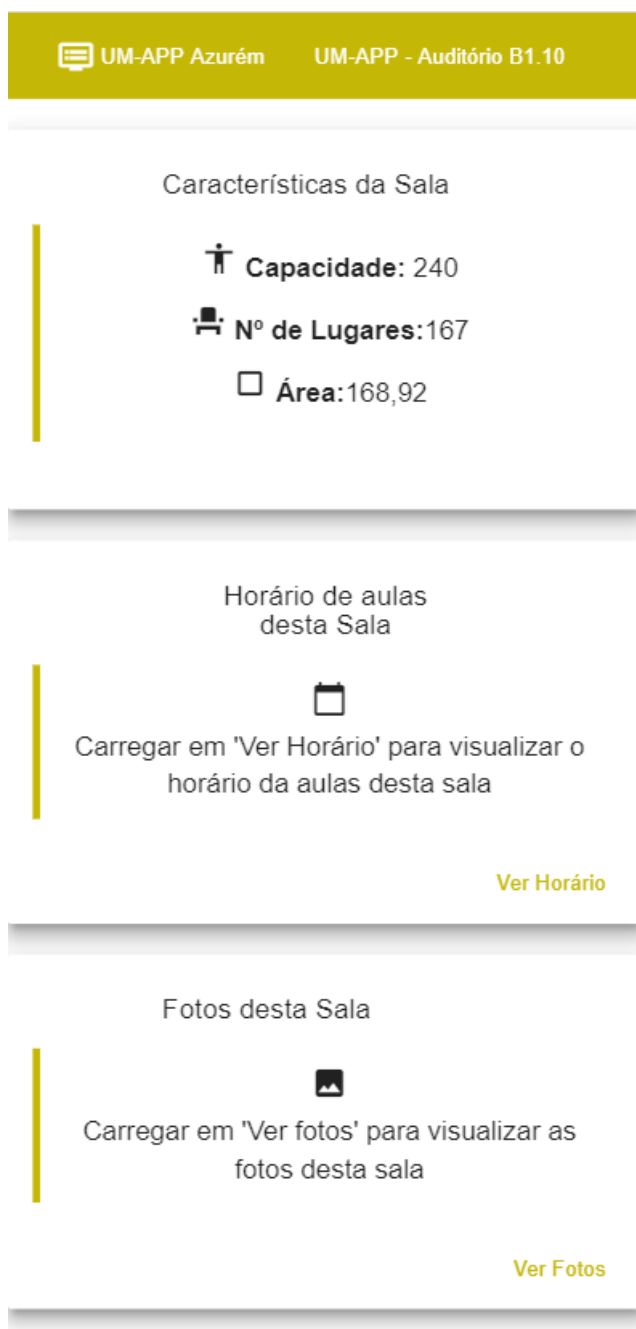 UM-APP Azurém UM-APP - Auditório B1.10
Características da Sala
Capacidade: 240
Nº de Lugares:167
Área:168,92
Horário de aulas
desta Sala
Carregar em 'Ver Horário' para visualizar o
horário da aulas desta sala
Ver Horário
Fotos desta Sala
Carregar em 'Ver fotos' para visualizar as
fotos desta sala
Ver Fotos